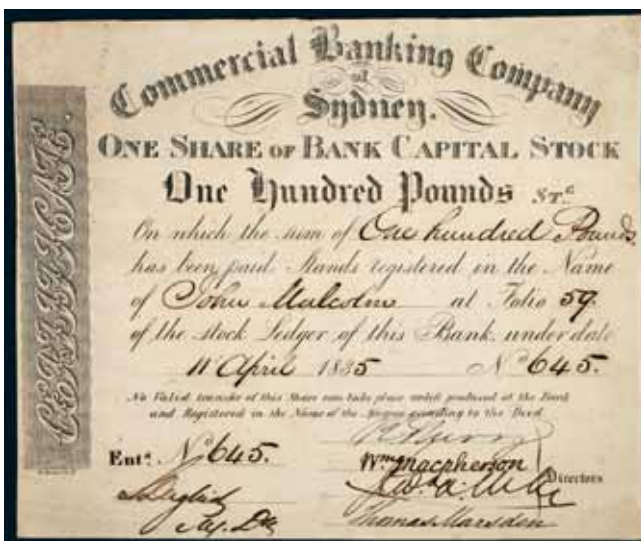 Commercial Banking Company
of
Sydney.
ONE SHARE OF BANK CAPITAL STOCK
One Hundred Pounds ST.G
On which the sum of One hundred Pounds
has been paid. Stands registered in the Name
of John Malcolm at Folio 59.
of the stock Ledger of this Bank, under date
11 April 1835 No 645.
No Valid transfer of this Share can take place until produced at the Bank
and Registered in the Name of the Assignee according to the Deed
Entd. No 645.
Wm Macpherson
Directors
Thomas Marsden
CERTIFICATE.